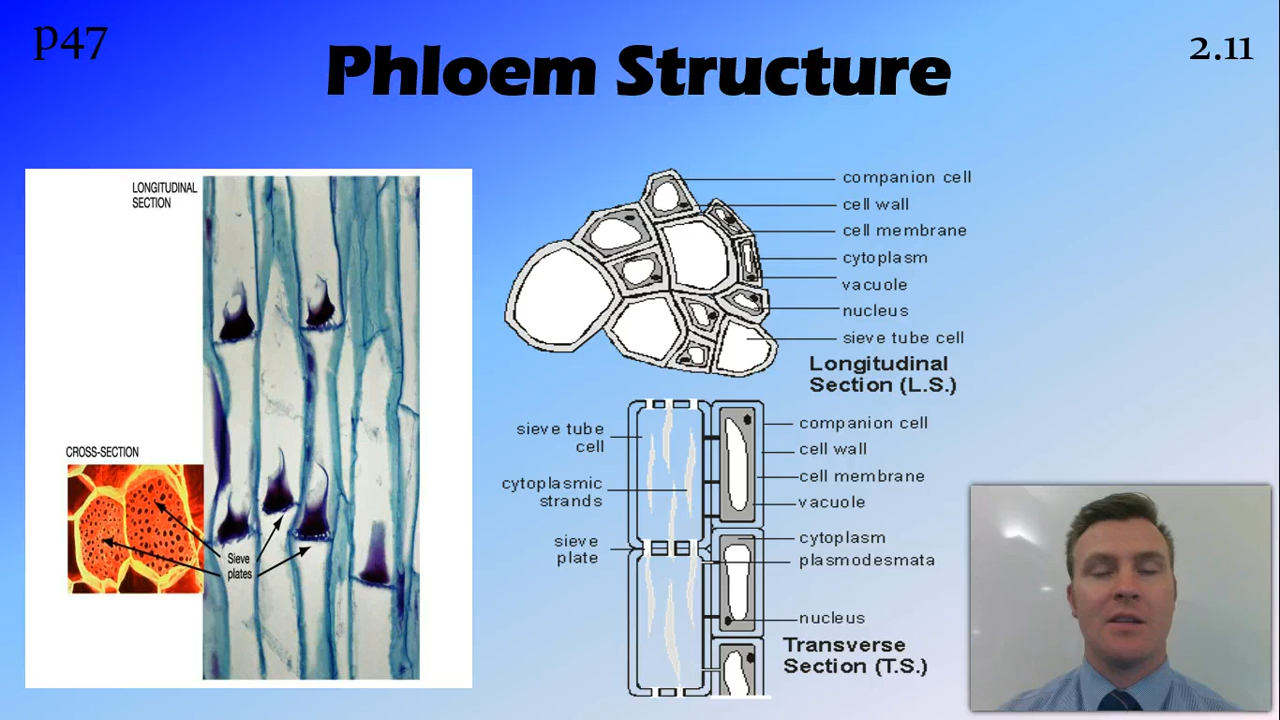 p47
Phloem Structure
2.11
LONGITUDINAL
SECTION
CROSS-SECTION
Sieve
plates
companion cell
cell wall
cell membrane
cytoplasm
vacuole
nucleus
sieve tube cell
Longitudinal
Section (L.S.)
sieve tube
cell
cytoplasmic
strands
sieve
plate
companion cell
cell wall
cell membrane
vacuole
cytoplasm
plasmodesmata
nucleus
Transverse
Section (T.S.)